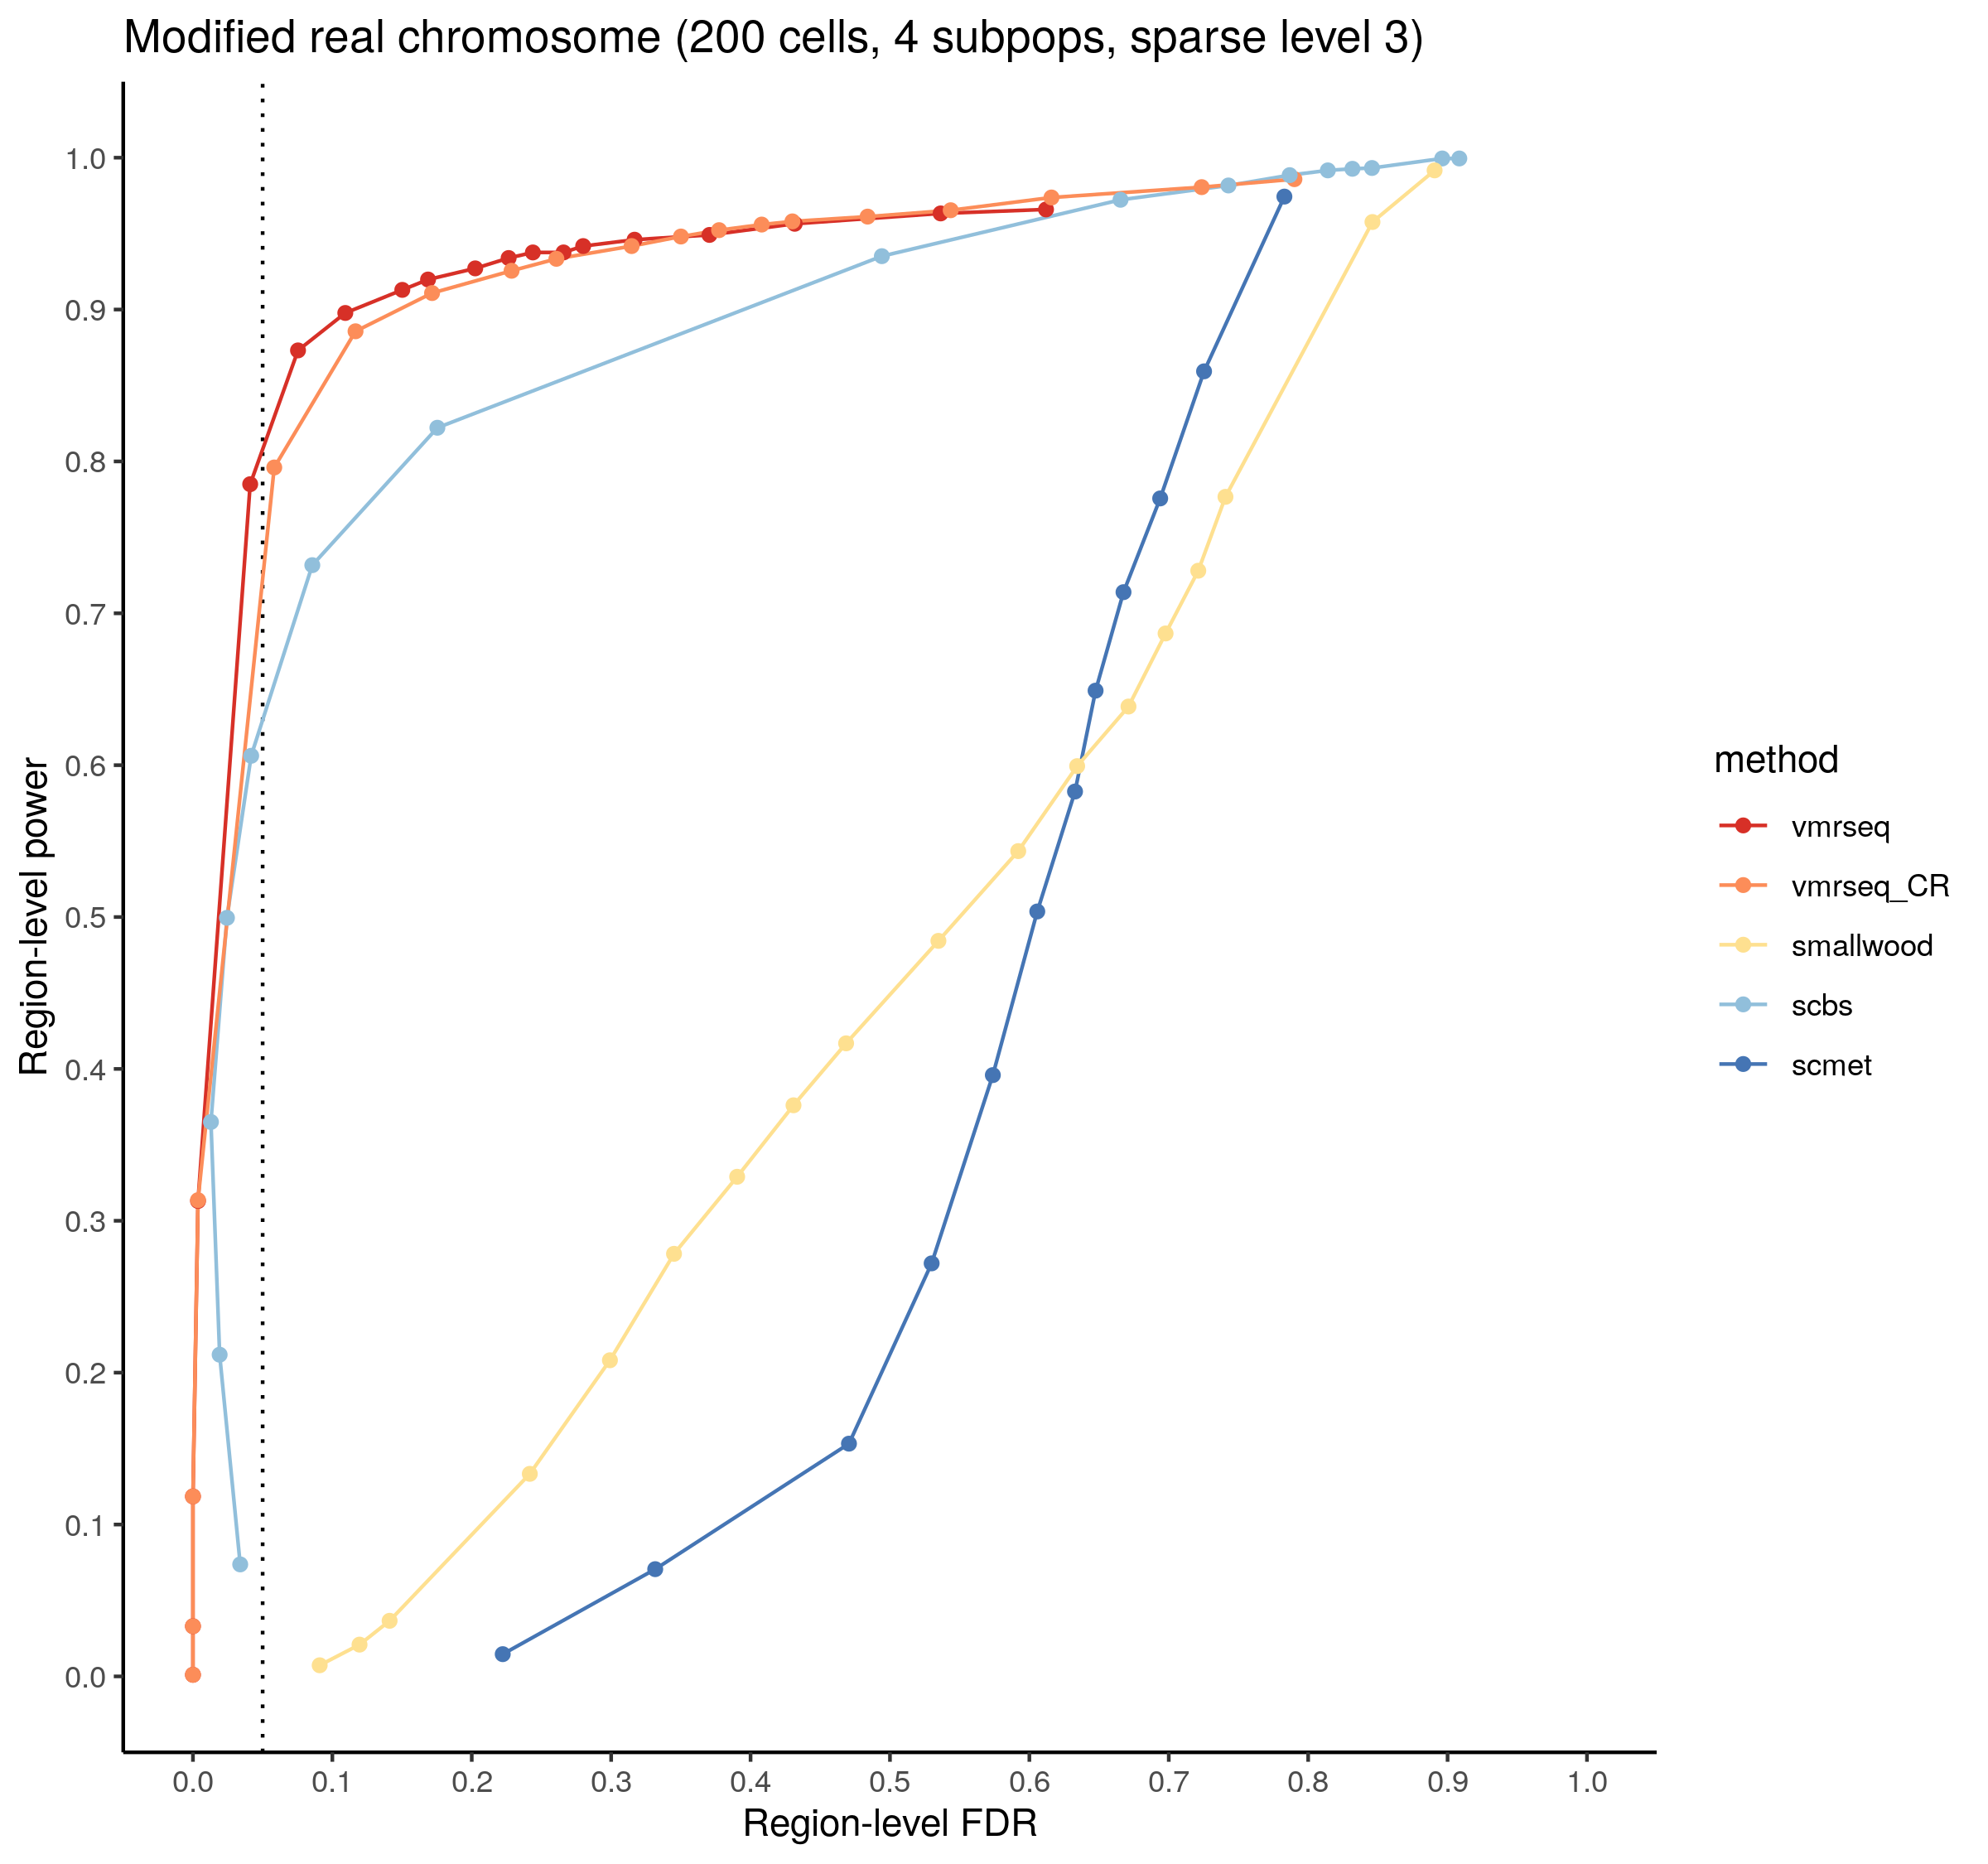 Modified real chromosome (200 cells, 4 subpops, sparse level 3)
Region-level power
1.0
0.9
0.8
0.7
0.6
0.5
0.4
0.3
0.2
0.1
0.0
0.0 0.1 0.2 0.3 0.4 0.5 0.6 0.7 0.8 0.9 1.0
Region-level FDR
method
vmrseq
vmrseq_CR
smallwood
scbs
scmet